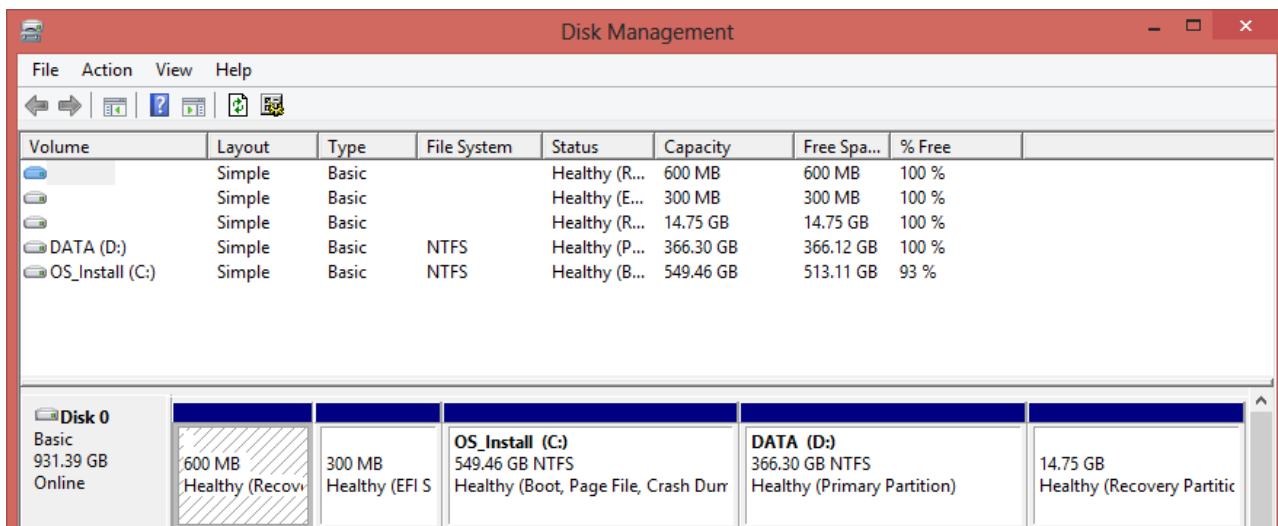 Disk Management
File Action View Help
Volume Layout Type File System Status Capacity Free Spa... % Free
Simple Basic Healthy (R... 600 MB 600 MB 100 %
Simple Basic Healthy (E... 300 MB 300 MB 100 %
Simple Basic Healthy (R... 14.75 GB 14.75 GB 100 %
DATA (D:) Simple Basic NTFS Healthy (P... 366.30 GB 366.12 GB 100 %
OS_Install (C:) Simple Basic NTFS Healthy (B... 549.46 GB 513.11 GB 93 %
Disk 0
Basic
931.39 GB
Online
600 MB
Healthy (Recov
300 MB
Healthy (EFI S
OS_Install (C:)
549.46 GB NTFS
Healthy (Boot, Page File, Crash Dum
DATA (D:)
366.30 GB NTFS
Healthy (Primary Partition)
14.75 GB
Healthy (Recovery Partitic